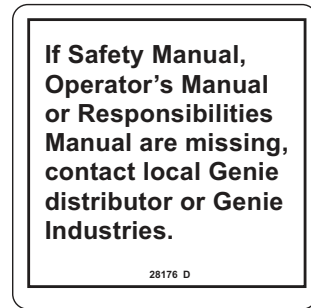 If Safety Manual,
Operator’s Manual
or Responsibilities
Manual are missing,
contact local Genie
distributor or Genie
Industries.
28176 D